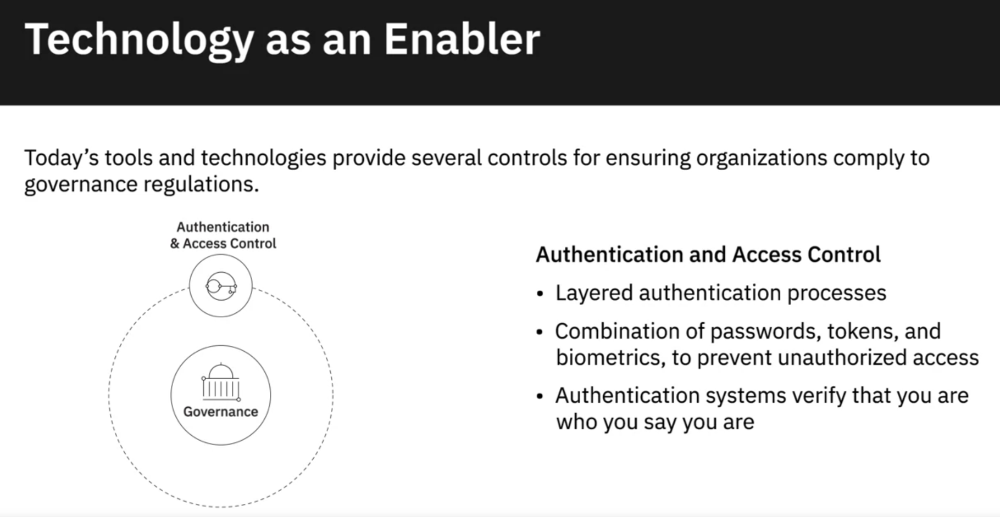 Technology as an Enabler
Today’s tools and technologies provide several controls for ensuring organizations comply to
governance regulations.
Authentication
& Access Control
Governance
Authentication and Access Control
• Layered authentication processes
• Combination of passwords, tokens, and
biometrics, to prevent unauthorized access
• Authentication systems verify that you are
who you say you are